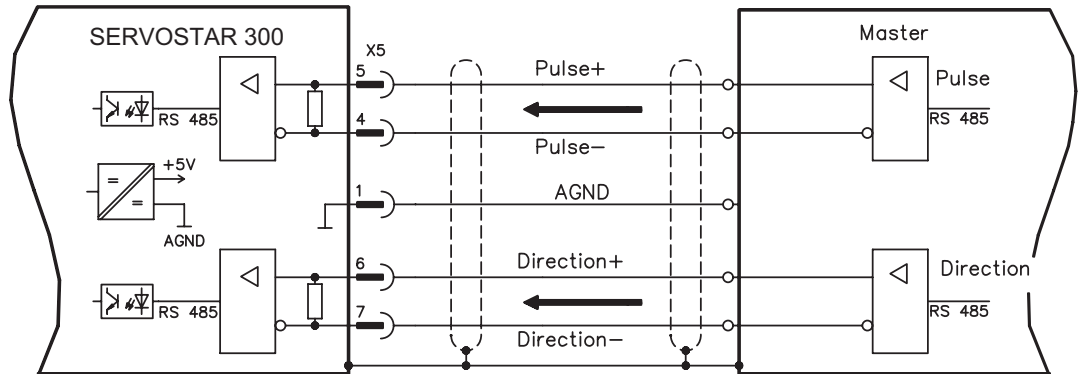 SERVOSTAR 300
X5
Master
5
Pulse+
Pulse
RS 485
RS 485
4
Pulse–
+5V
=
=
1
AGND
AGND
6
Direction+
Direction
RS 485
RS 485
7
Direction–